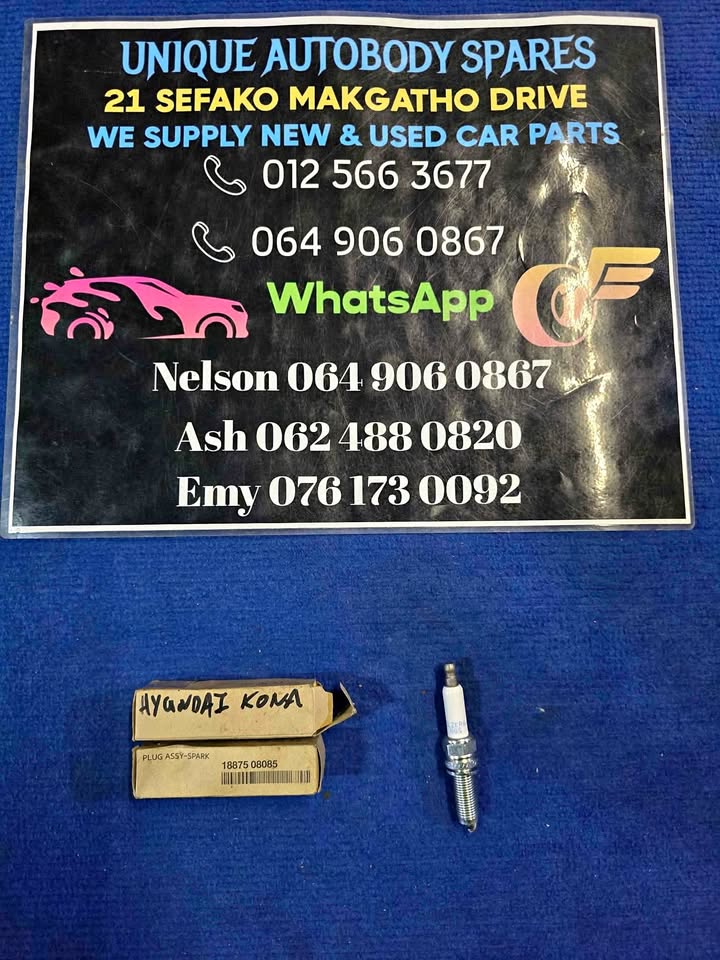 UNIQUE AUTOBODY SPARES
21 SEFAKO MAKGATHO DRIVE
WE SUPPLY NEW & USED CAR PARTS
012 566 3677
064 906 0867
WhatsApp
Nelson 064 906 0867
Ash 062 488 0820
Emy 076 173 0092
HYUNDAI KONA
PLUG ASSY-SPARK
18875 08085